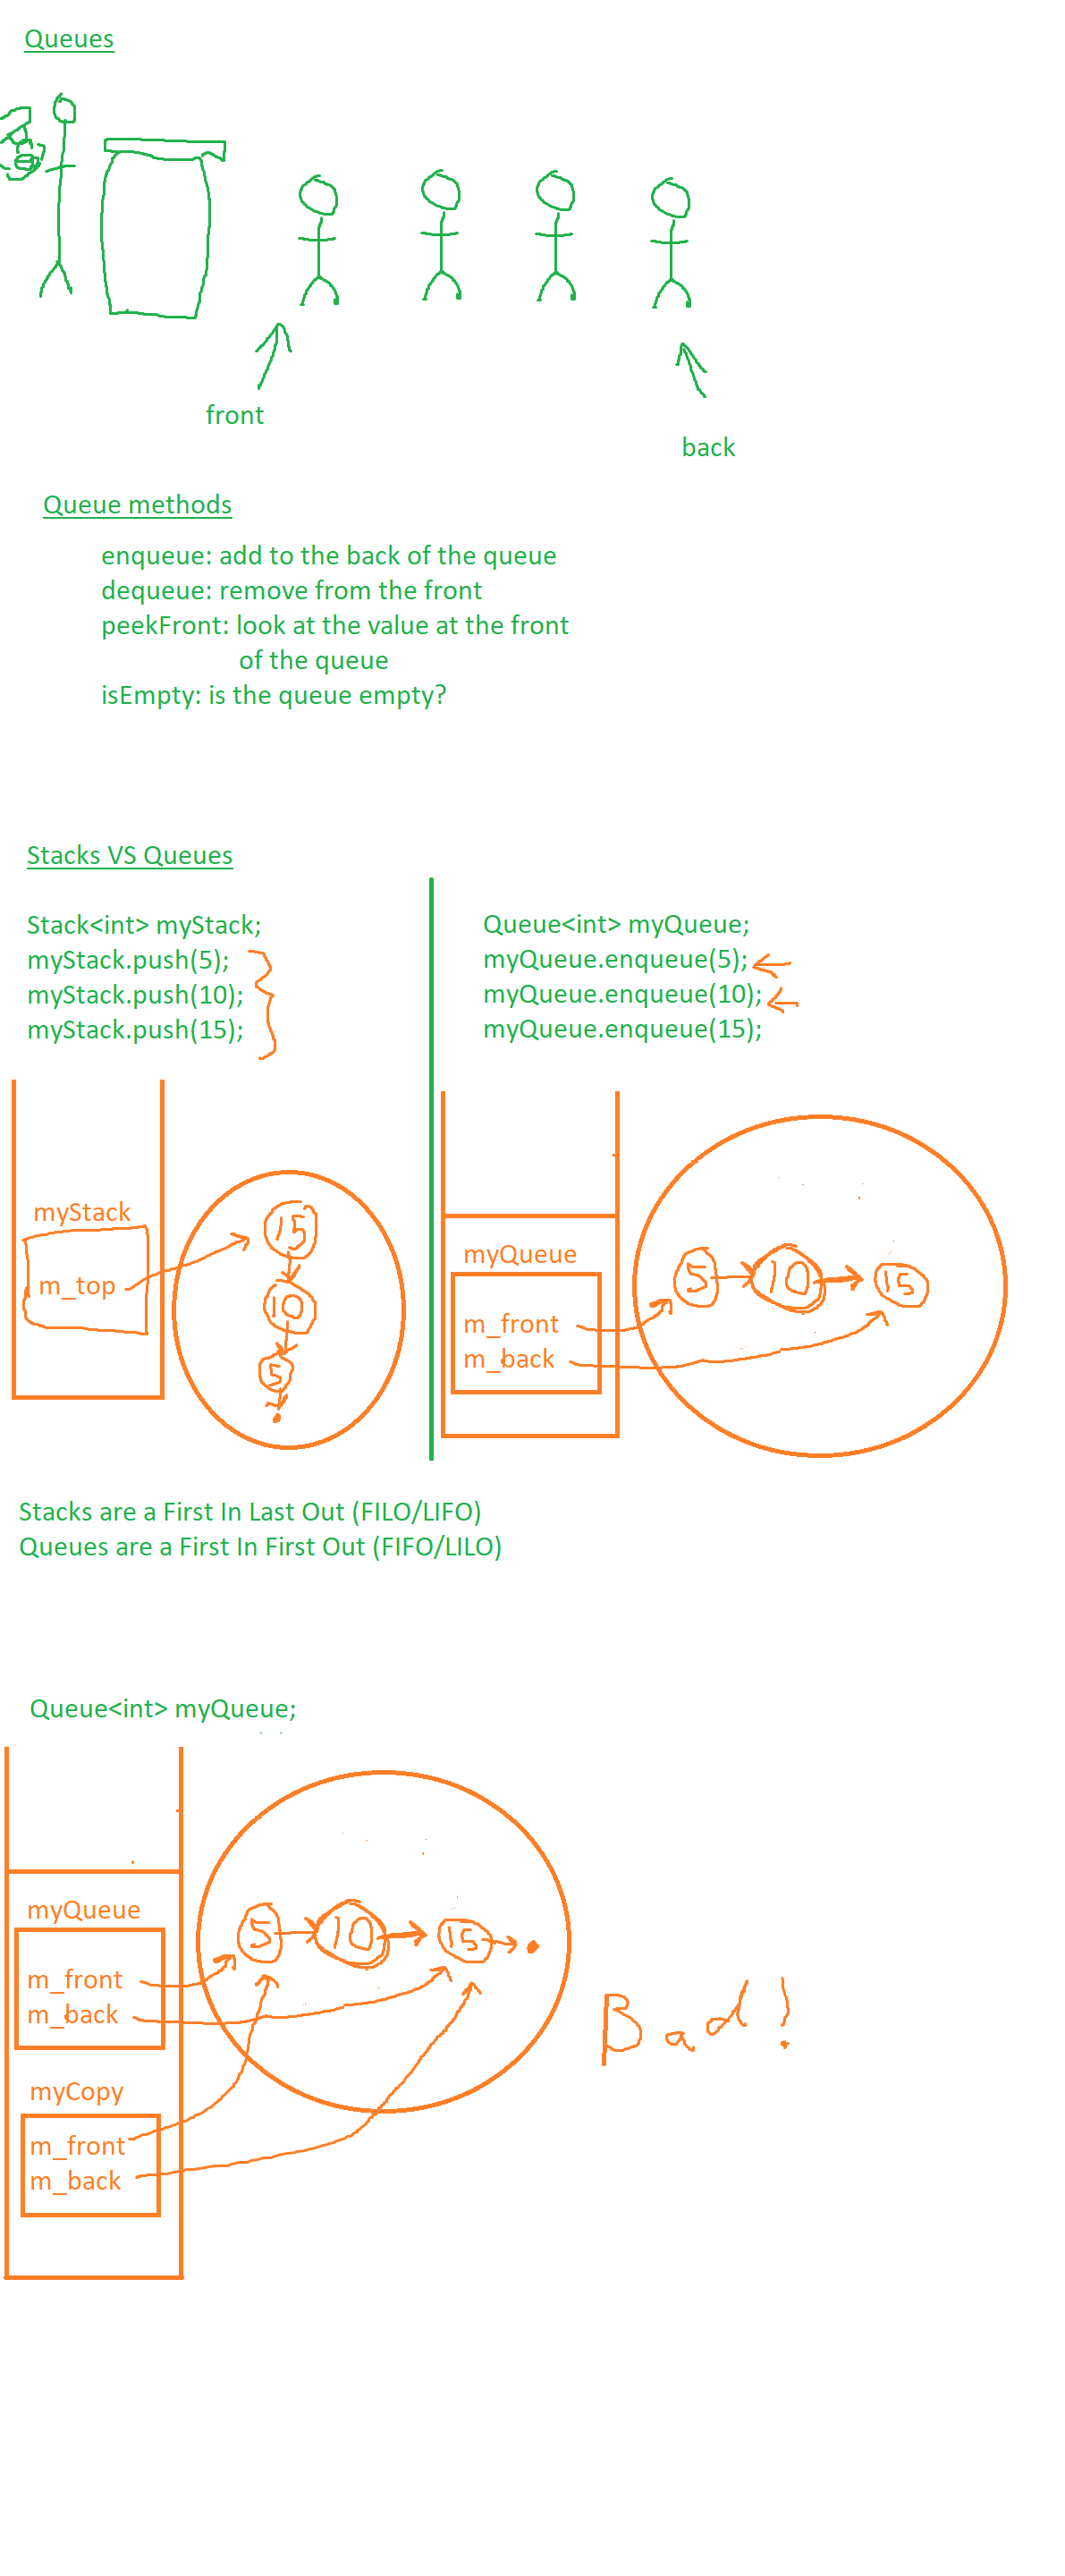 Queues
front
back
Queue methods
enqueue: add to the back of the queue
dequeue: remove from the front
peekFront: look at the value at the front
of the queue
isEmpty: is the queue empty?
Stacks VS Queues
Stack<int> myStack;
myStack.push(5);
myStack.push(10);
myStack.push(15);
myStack
m_top
15
10
5
Queue<int> myQueue;
myQueue.enqueue(5);
myQueue.enqueue(10);
myQueue.enqueue(15);
myQueue
m_front
m_back
5
10
15
Stacks are a First In Last Out (FILO/LIFO)
Queues are a First In First Out (FIFO/LILO)
Queue<int> myQueue;
myQueue
m_front
m_back
5
10
15
myCopy
m_front
m_back
Bad!